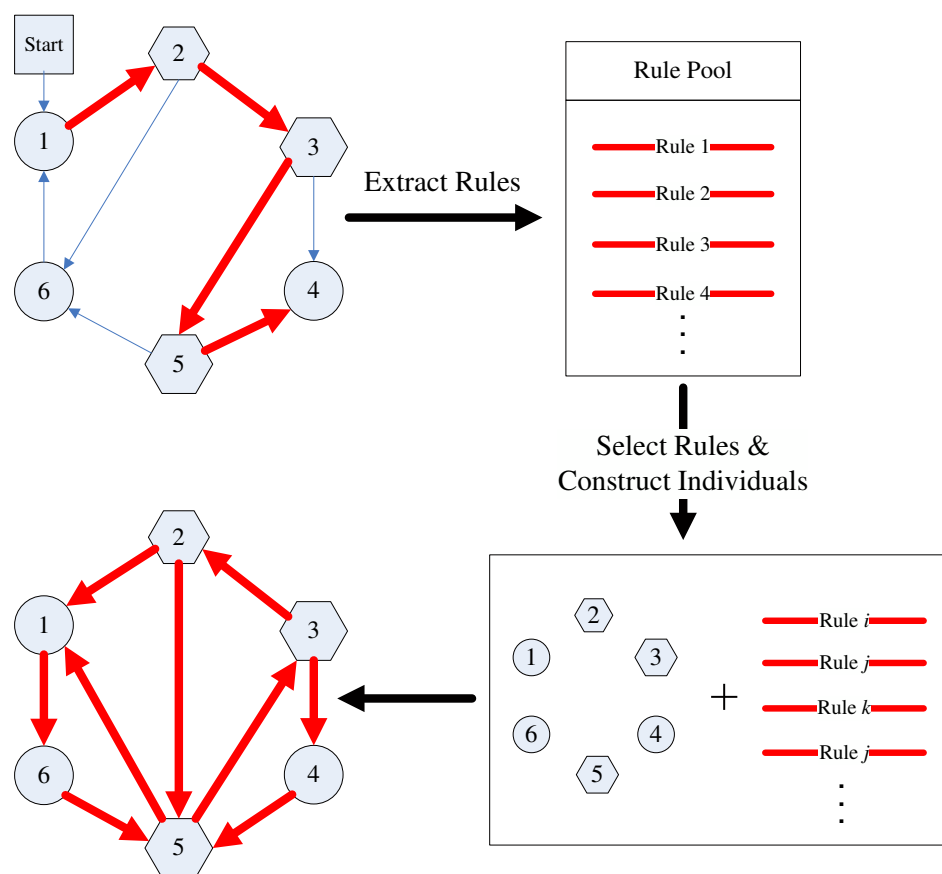 Start
2
1
3
6
4
5
Extract Rules
Rule Pool
Rule 1
Rule 2
Rule 3
Rule 4
Select Rules &
Construct Individuals
2
1
3
6
4
5
2
1
3
6
4
5
+
Rule i
Rule j
Rule k
Rule j